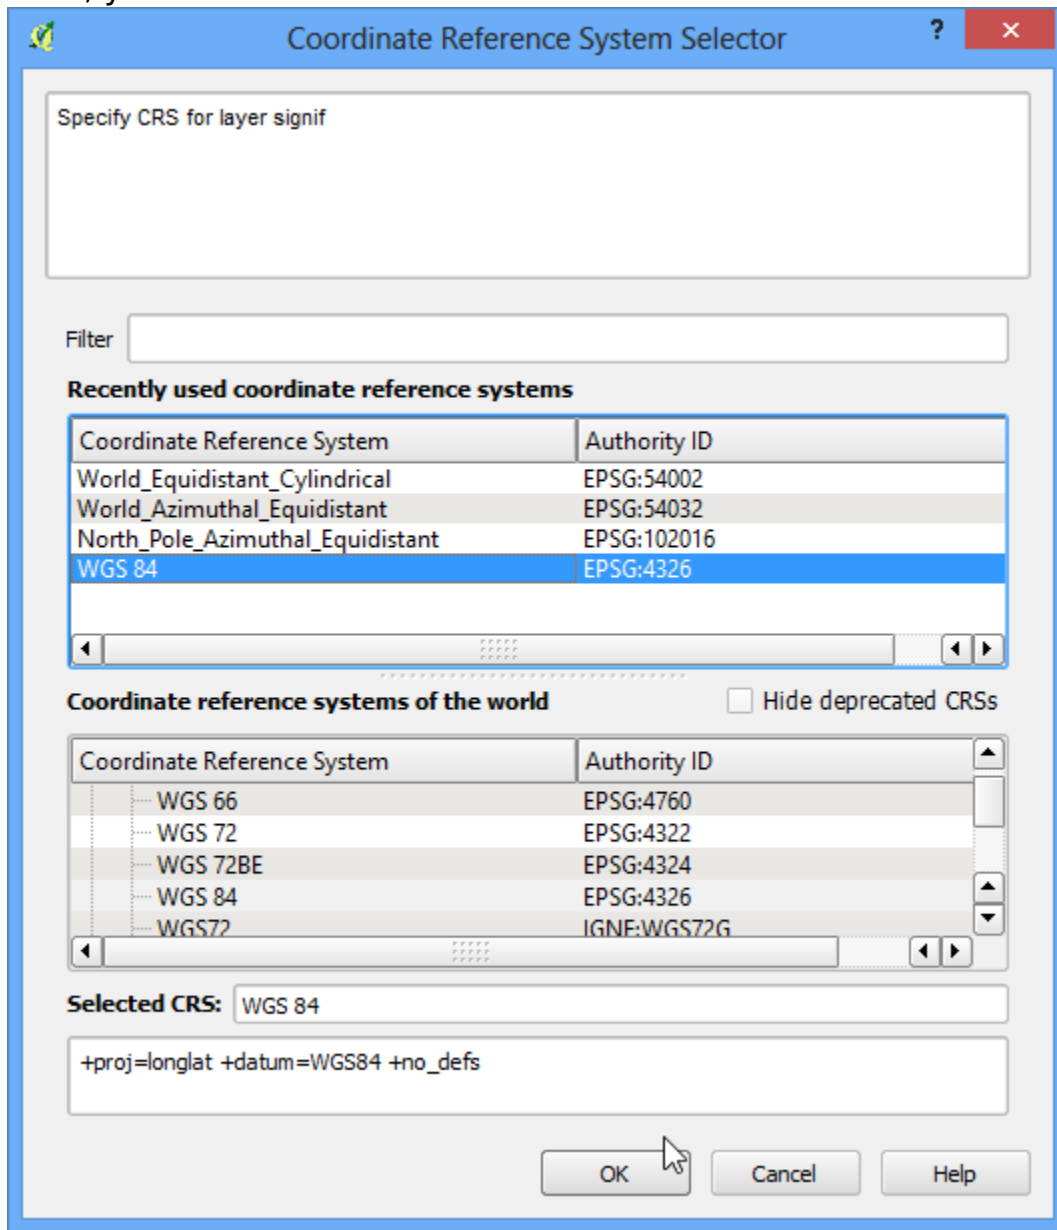 Coordinate Reference System Selector ? ×
Specify CRS for layer signif
Filter
Recently used coordinate reference systems
Coordinate Reference System Authority ID
World_Equidistant_Cylindrical EPSG:54002
World_Azimuthal_Equidistant EPSG:54032
North_Pole_Azimuthal_Equidistant EPSG:102016
WGS 84 EPSG:4326
Coordinate reference systems of the world Hide deprecated CRSs
Coordinate Reference System Authority ID
WGS 66 EPSG:4760
WGS 72 EPSG:4322
WGS 72BE EPSG:4324
WGS 84 EPSG:4326
WGS72 IGNF:WGS72G
Selected CRS: WGS 84
+proj=longlat +datum=WGS84 +no_defs
OK Cancel Help